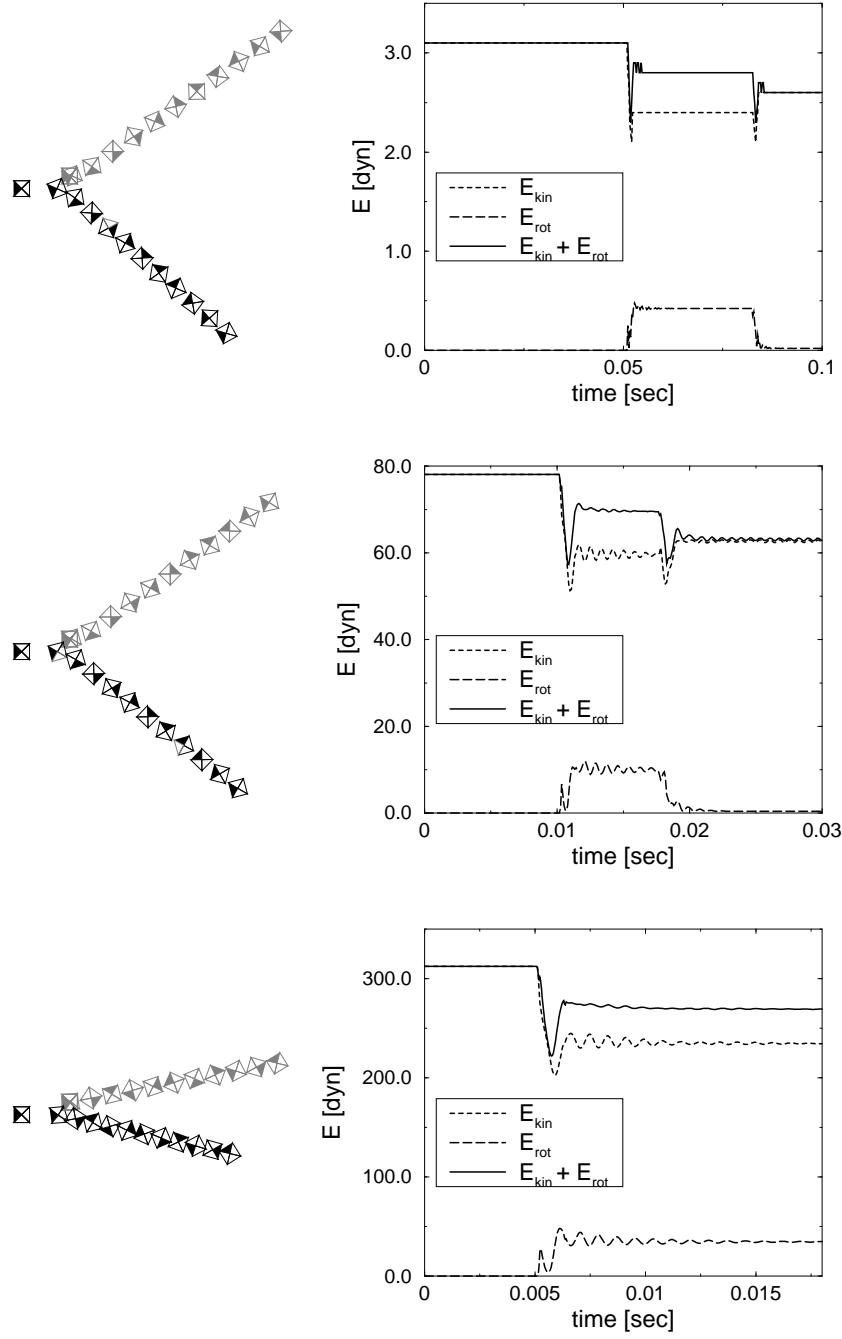 3.0
2.0
1.0
0.0
E [dyn]
E_kin
E_rot
E_kin + E_rot
0 0.05 0.1
time [sec]
80.0
60.0
40.0
20.0
0.0
E [dyn]
E_kin
E_rot
E_kin + E_rot
0 0.01 0.02 0.03
time [sec]
300.0
200.0
100.0
0.0
E [dyn]
E_kin
E_rot
E_kin + E_rot
0 0.005 0.01 0.015
time [sec]